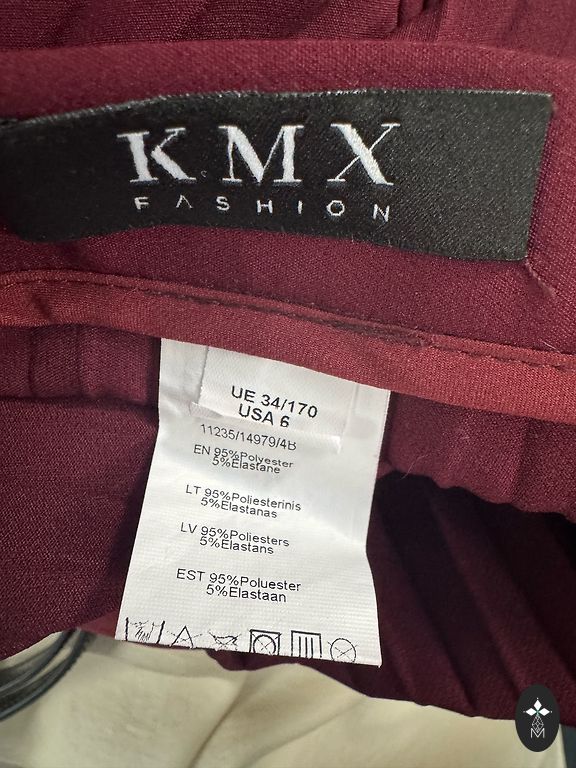 KMX
FASHION
UE 34/170
USA 6
11235/14979/4B
EN 95%Polyester
5%Elastane
LT 95%Poliesterinis
5%Elastanas
LV 95%Poliesters
5%Elastans
EST 95%Poluester
5%Elastaan
M